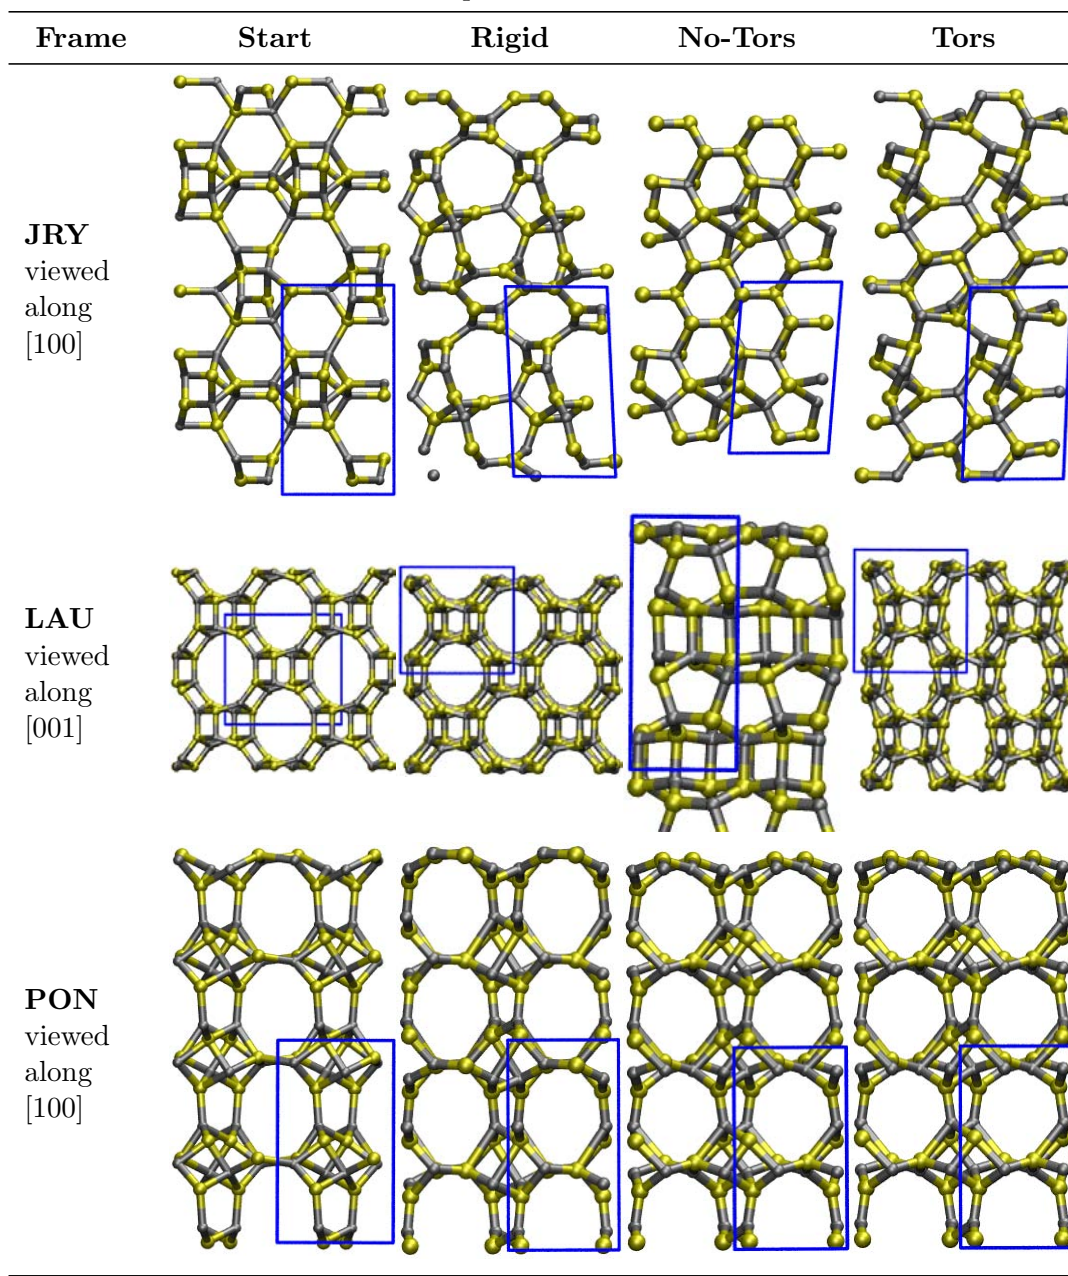 Frame Start Rigid No-Tors Tors
JRY
viewed
along
[100]
LAU
viewed
along
[001]
PON
viewed
along
[100]